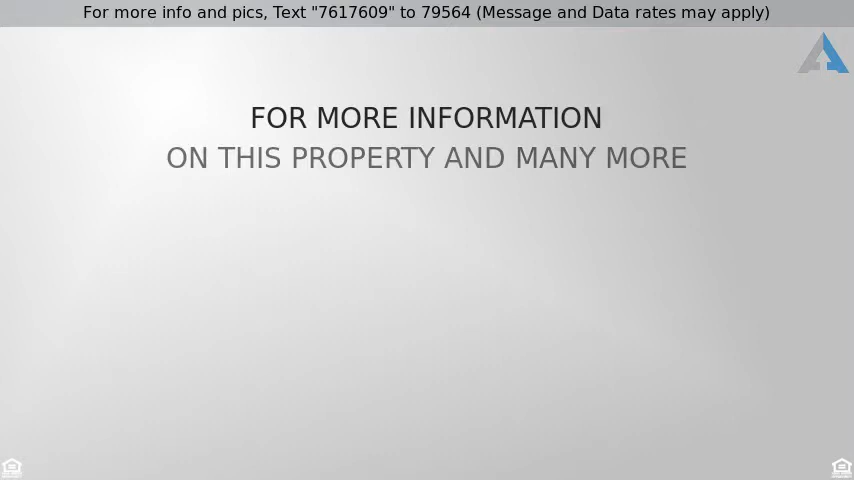 For more info and pics, Text "7617609" to 79564 (Message and Data rates may apply)
FOR MORE INFORMATION
ON THIS PROPERTY AND MANY MORE